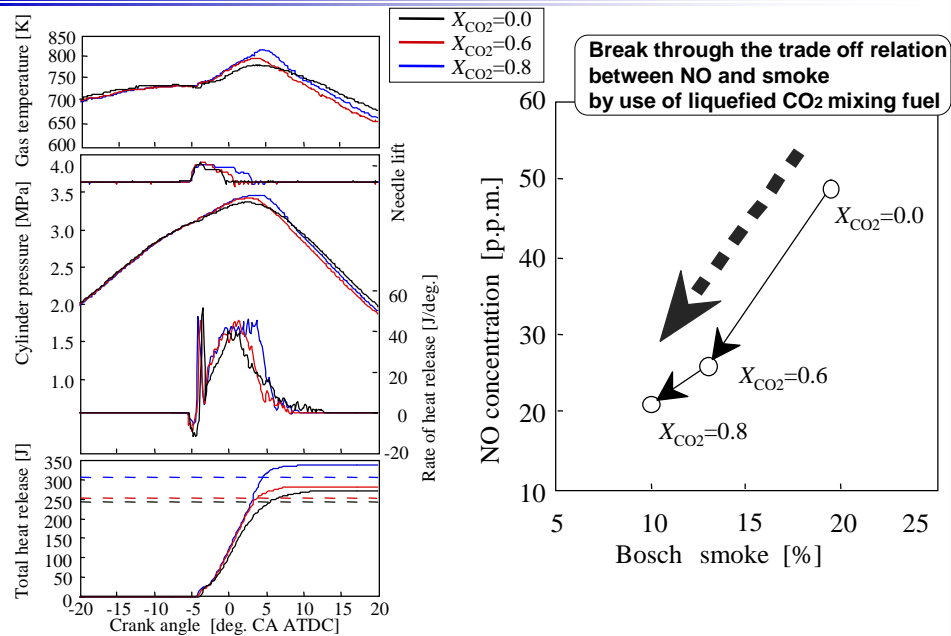 X_CO2=0.0
X_CO2=0.6
X_CO2=0.8
Gas temperature [K]
850
800
750
700
650
600
Needle lift
Cylinder pressure [MPa]
4.0
3.5
3.0
2.5
2.0
1.5
1.0
Rate of heat release [J/deg.]
60
40
20
0
-20
Total heat release [J]
350
300
250
200
150
100
50
0
-20 -15 -10 -5 0 5 10 15 20
Crank angle [deg. CA ATDC]
Break through the trade off relation
between NO and smoke
by use of liquefied CO2 mixing fuel
NO concentration [p.p.m.]
60
50
40
30
20
10
X_CO2=0.0
X_CO2=0.6
X_CO2=0.8
5 10 15 20 25
Bosch smoke [%]